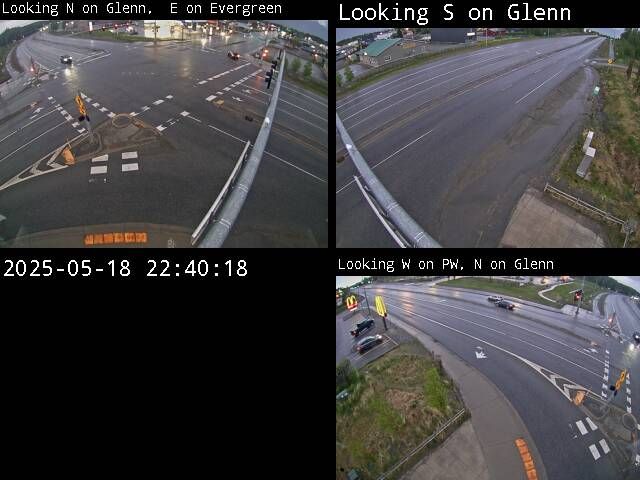 Looking N on Glenn,  E on Evergreen
Looking S on Glenn
2025-05-18 22:40:18
Looking W on PW, N on Glenn